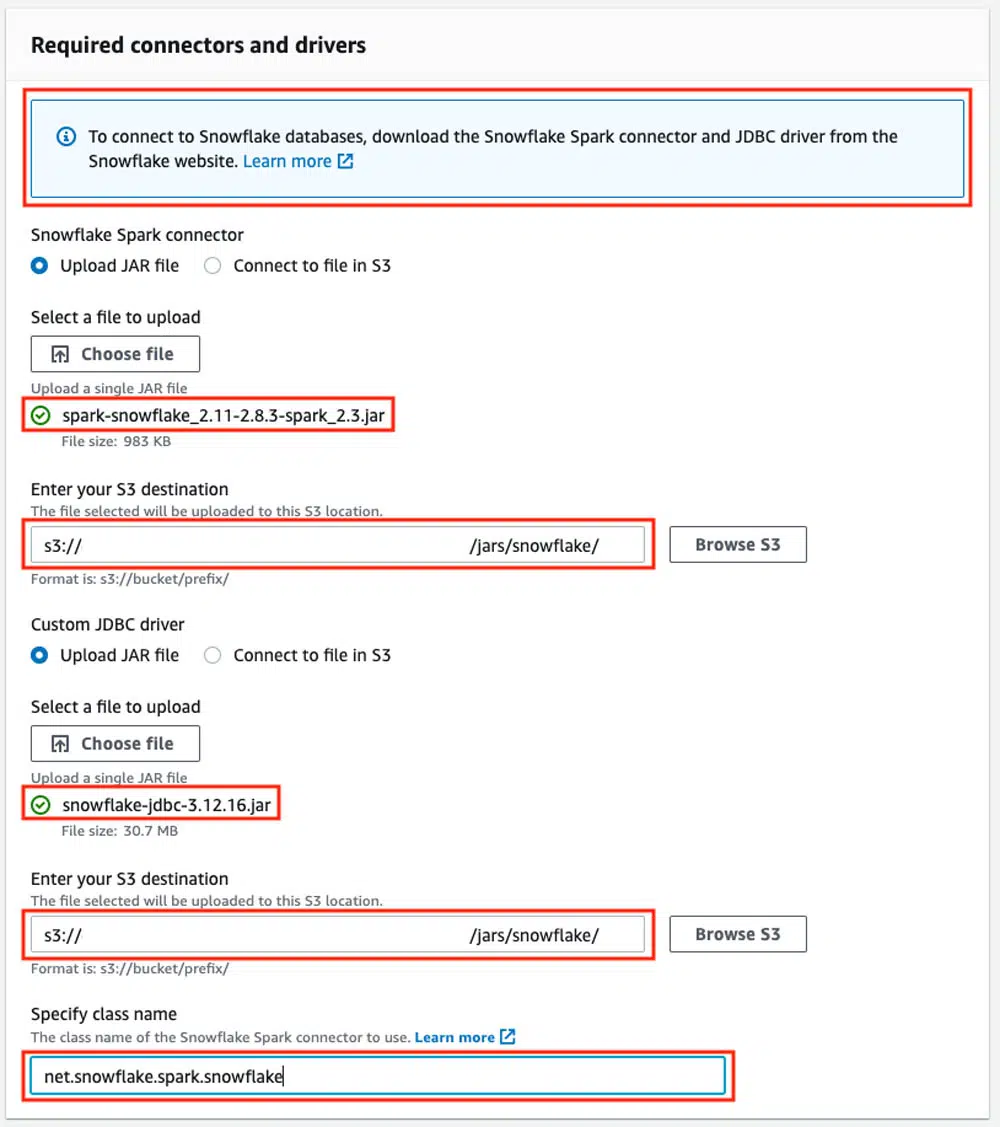 Required connectors and drivers
To connect to Snowflake databases, download the Snowflake Spark connector and JDBC driver from the
Snowflake website. Learn more
Snowflake Spark connector
Upload JAR file Connect to file in S3
Select a file to upload
Choose file
Upload a single JAR file
spark-snowflake_2.11-2.8.3-spark_2.3.jar
File size: 983 KB
Enter your S3 destination
The file selected will be uploaded to this S3 location.
s3:// /jars/snowflake/ Browse S3
Format is: s3://bucket/prefix/
Custom JDBC driver
Upload JAR file Connect to file in S3
Select a file to upload
Choose file
Upload a single JAR file
snowflake-jdbc-3.12.16.jar
File size: 30.7 MB
Enter your S3 destination
The file selected will be uploaded to this S3 location.
s3:// /jars/snowflake/ Browse S3
Format is: s3://bucket/prefix/
Specify class name
The class name of the Snowflake Spark connector to use. Learn more
net.snowflake.spark.snowflake